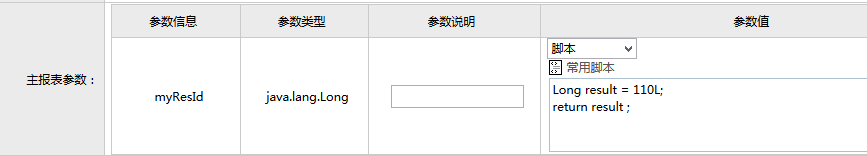 参数信息 参数类型 参数说明 参数值
主报表参数：
myResId java.lang.Long
脚本
常用脚本
Long result = 110L;
return result ;